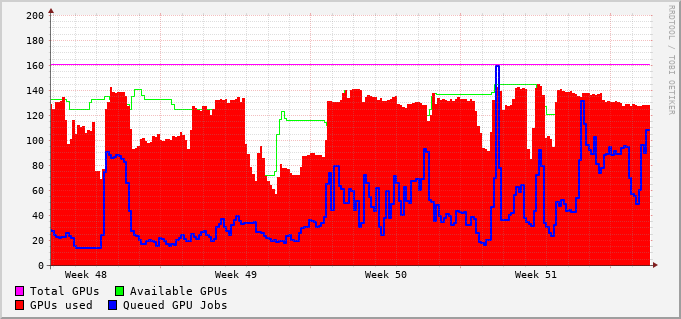 200
180
160
140
120
100
80
60
40
20
0
Week 48 Week 49 Week 50 Week 51
Total GPUs Available GPUs
GPUs used Queued GPU Jobs
RRDTOOL / TOBI OETIKER